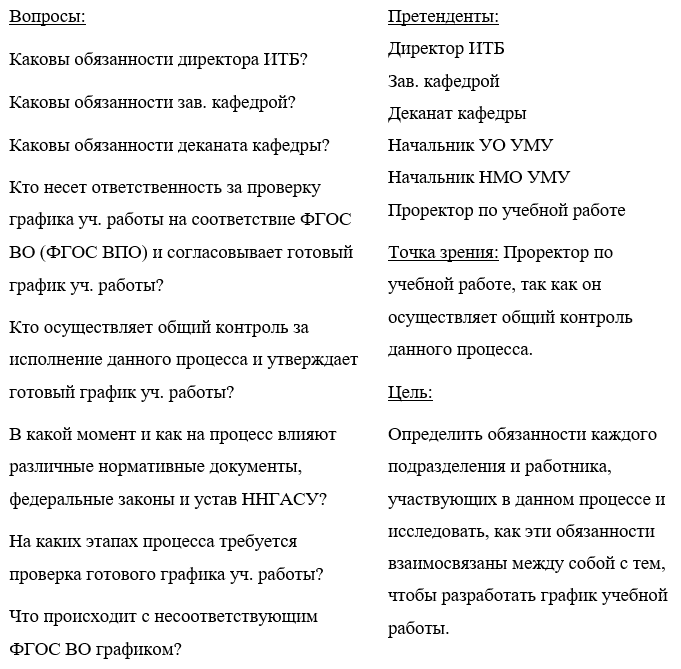 Вопросы:
Каковы обязанности директора ИТБ?
Каковы обязанности зав. кафедрой?
Каковы обязанности деканата кафедры?
Кто несет ответственность за проверку
графика уч. работы на соответствие ФГОС
ВО (ФГОС ВПО) и согласовывает готовый
график уч. работы?
Кто осуществляет общий контроль за
исполнение данного процесса и утверждает
готовый график уч. работы?
В какой момент и как на процесс влияют
различные нормативные документы,
федеральные законы и устав ННГАСУ?
На каких этапах процесса требуется
проверка готового графика уч. работы?
Что происходит с несоответствующим
ФГОС ВО графиком?
Претенденты:
Директор ИТБ
Зав. кафедрой
Деканат кафедры
Начальник УО УМУ
Начальник НМО УМУ
Проректор по учебной работе
Точка зрения: Проректор по
учебной работе, так как он
осуществляет общий контроль
данного процесса.
Цель:
Определить обязанности каждого
подразделения и работника,
участвующих в данном процессе и
исследовать, как эти обязанности
взаимосвязаны между собой с тем,
чтобы разработать график учебной
работы.